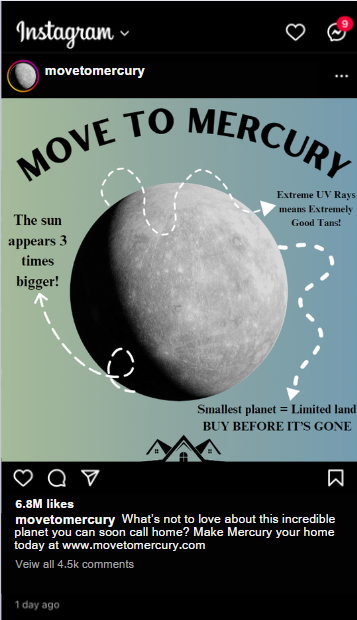 Instagram
9
movetomercury
MOVE TO MERCURY
Extreme UV Rays
means Extremely
Good Tans!
The sun
appears 3
times
bigger!
Smallest planet = Limited land
BUY BEFORE IT'S GONE
6.8M likes
movetomercury What's not to love about this incredible
planet you can soon call home? Make Mercury your home
today at www.movetomercury.com
Veiw all 4.5k comments
1 day ago